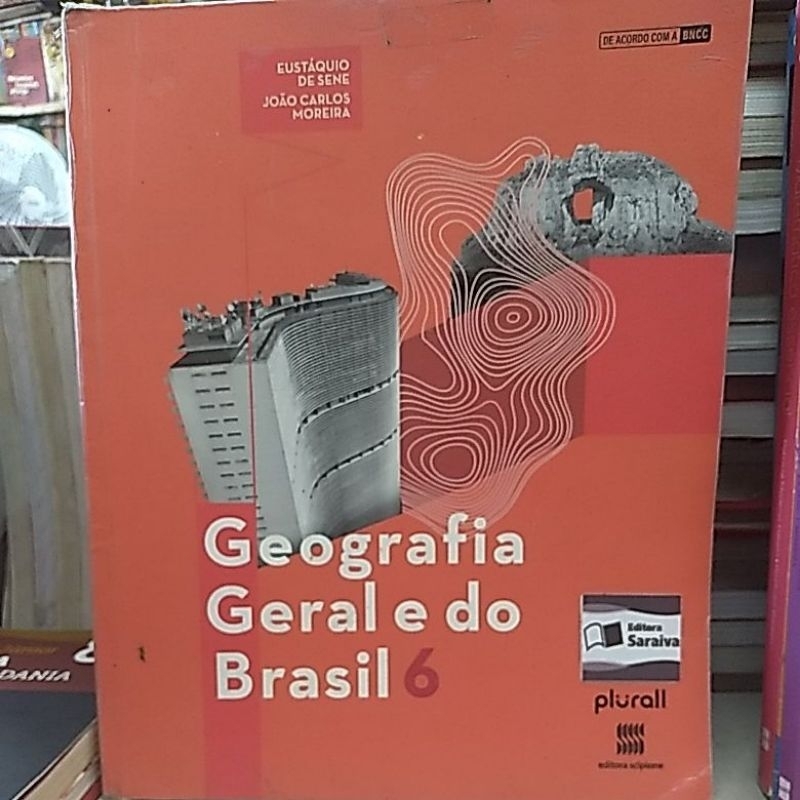 DE ACORDO COM A BNCC
EUSTÁQUIO
DE SENE
JOÃO CARLOS
MOREIRA
Geografia
Geral e do
Brasil 6
Editora
Saraiva
plurall
editora scipione
DANIA